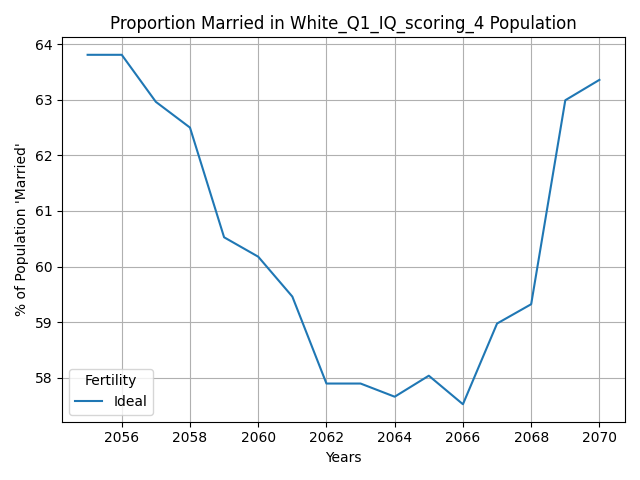 Proportion Married in White_Q1_IQ_scoring_4 Population
% of Population 'Married'
64
63
62
61
60
59
58
Fertility
Ideal
2056 2058 2060 2062 2064 2066 2068 2070
Years